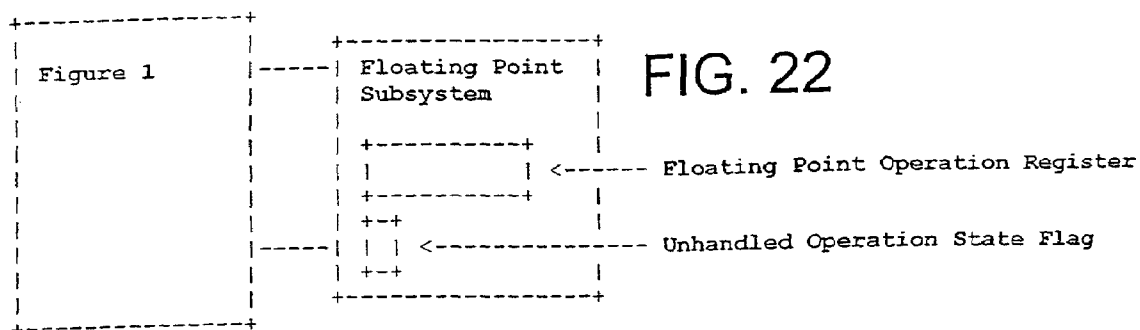 Figure 1
Floating Point
Subsystem
FIG. 22
Floating Point Operation Register
Unhandled Operation State Flag